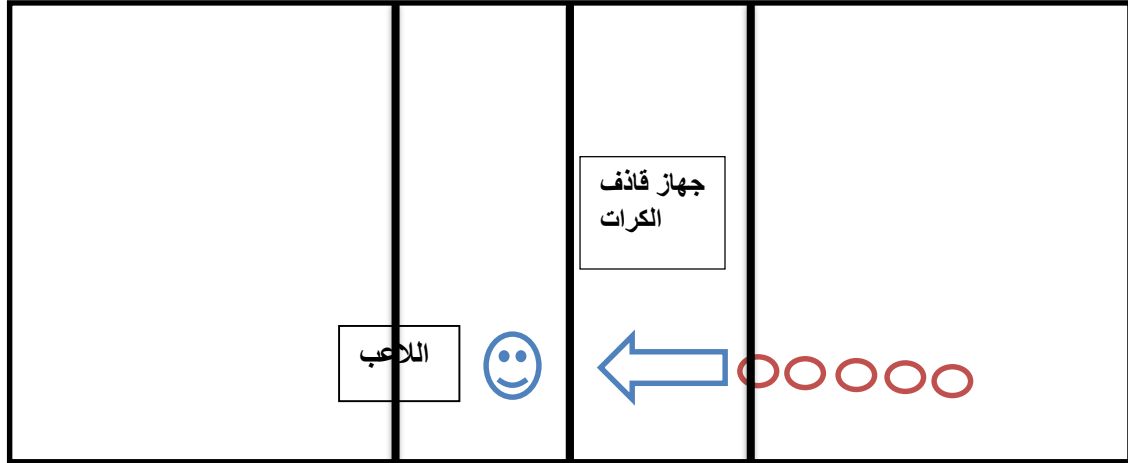 جهاز قاذف
الكرات
اللاعب